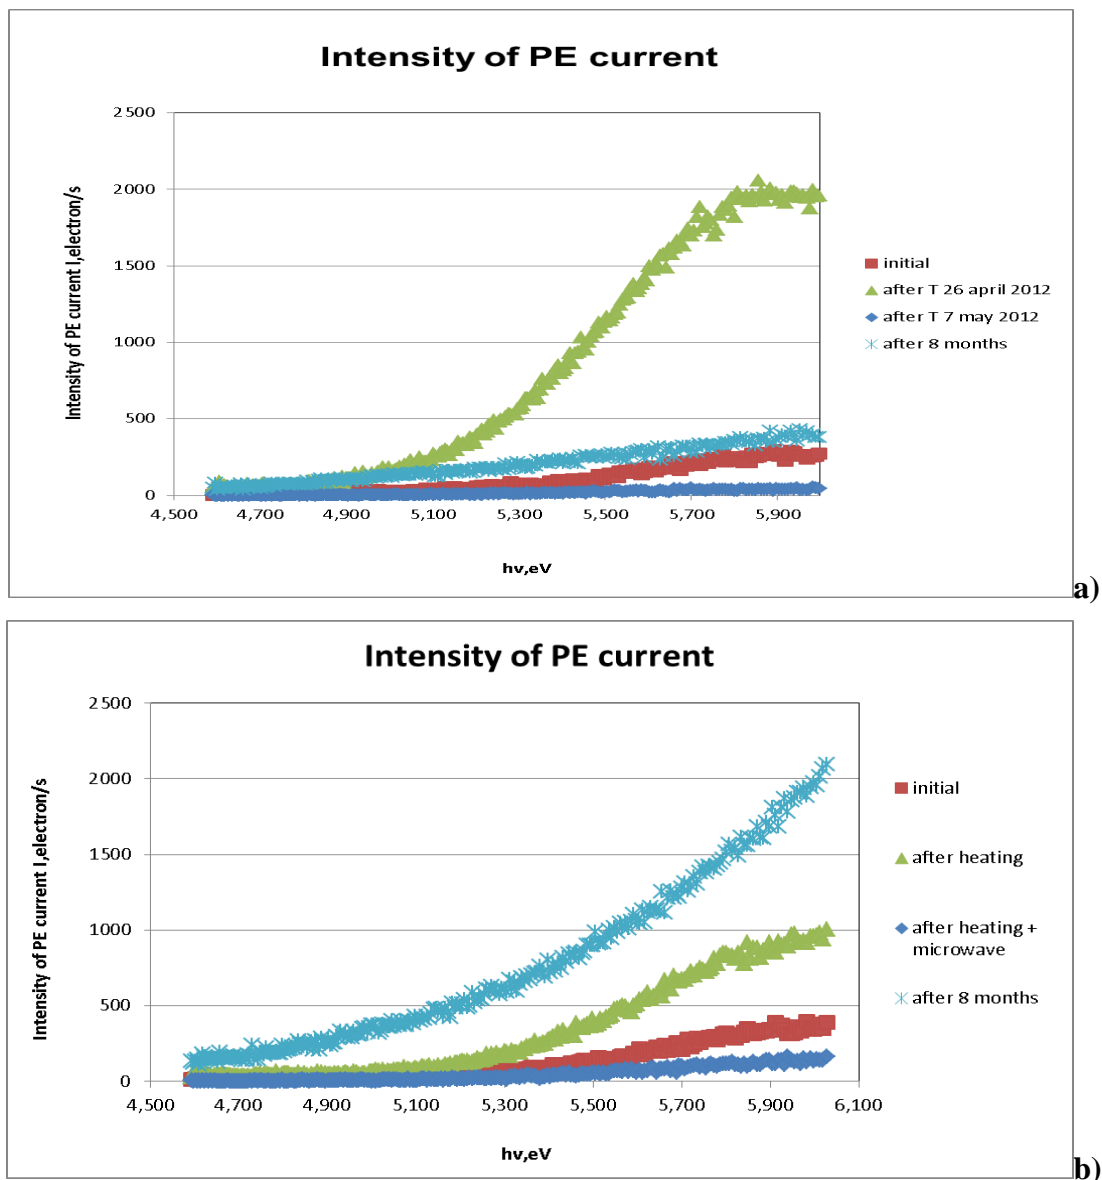 Intensity of PE current
Intensity of PE current I,electron/s
2 500
2 000
1 500
1000
500
0
4,500 4,700 4,900 5,100 5,300 5,500 5,700 5,900
hv,eV
initial
after T 26 april 2012
after T 7 may 2012
after 8 months
a)
Intensity of PE current
Intensity of PE current I,electron/s
2 500
2000
1500
1000
500
0
4,500 4,700 4,900 5,100 5,300 5,500 5,700 5,900 6,100
hv,eV
initial
after heating
after heating +
microwave
after 8 months
b)